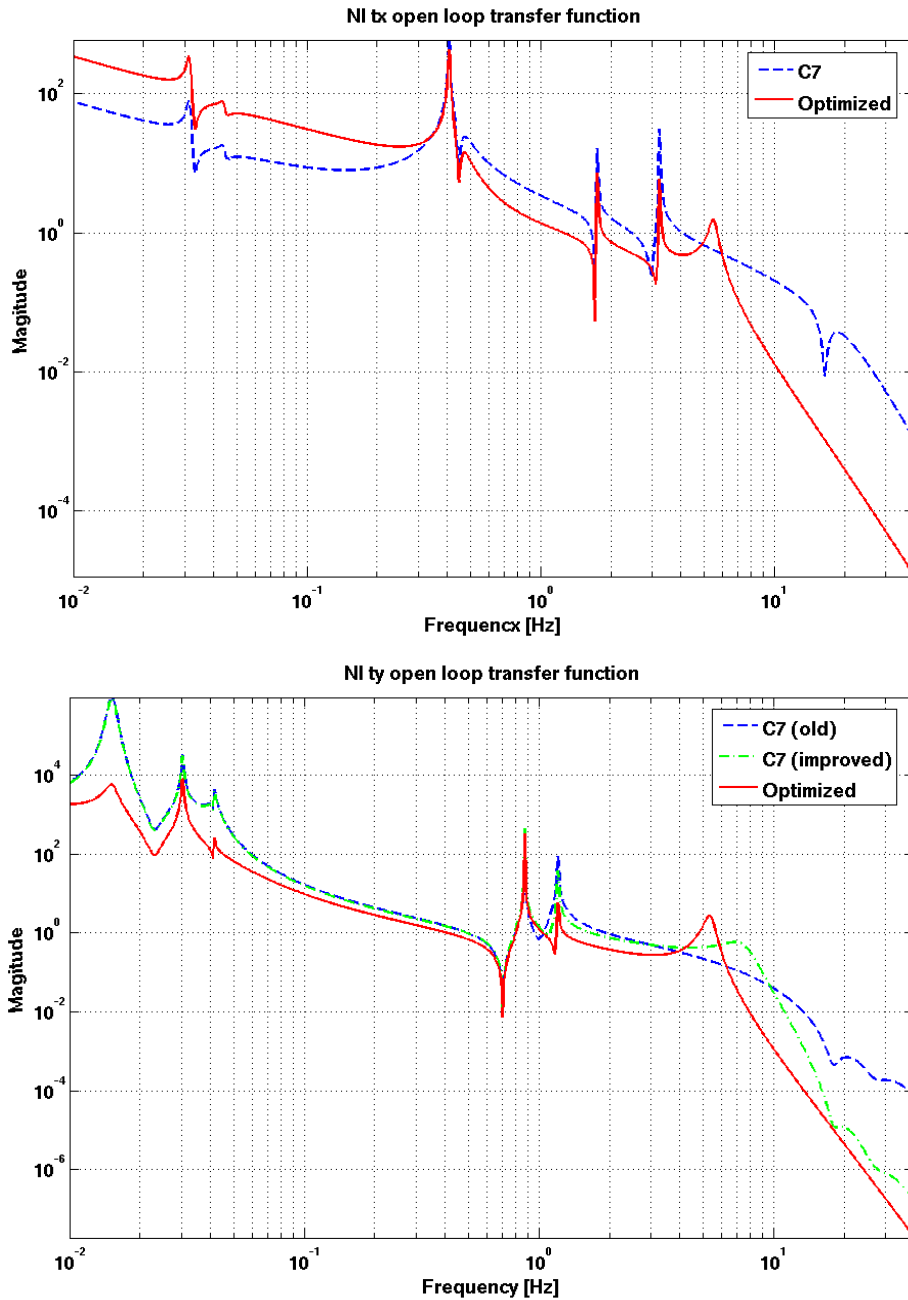 NI tx open loop transfer function
C7
Optimized
10^2
10^0
10^-2
10^-4
Magitude
10^-2
10^-1
10^0
10^1
Frequencx [Hz]
NI ty open loop transfer function
C7 (old)
C7 (improved)
Optimized
10^4
10^2
10^0
10^-2
10^-4
10^-6
Magitude
10^-2
10^-1
10^0
10^1
Frequency [Hz]